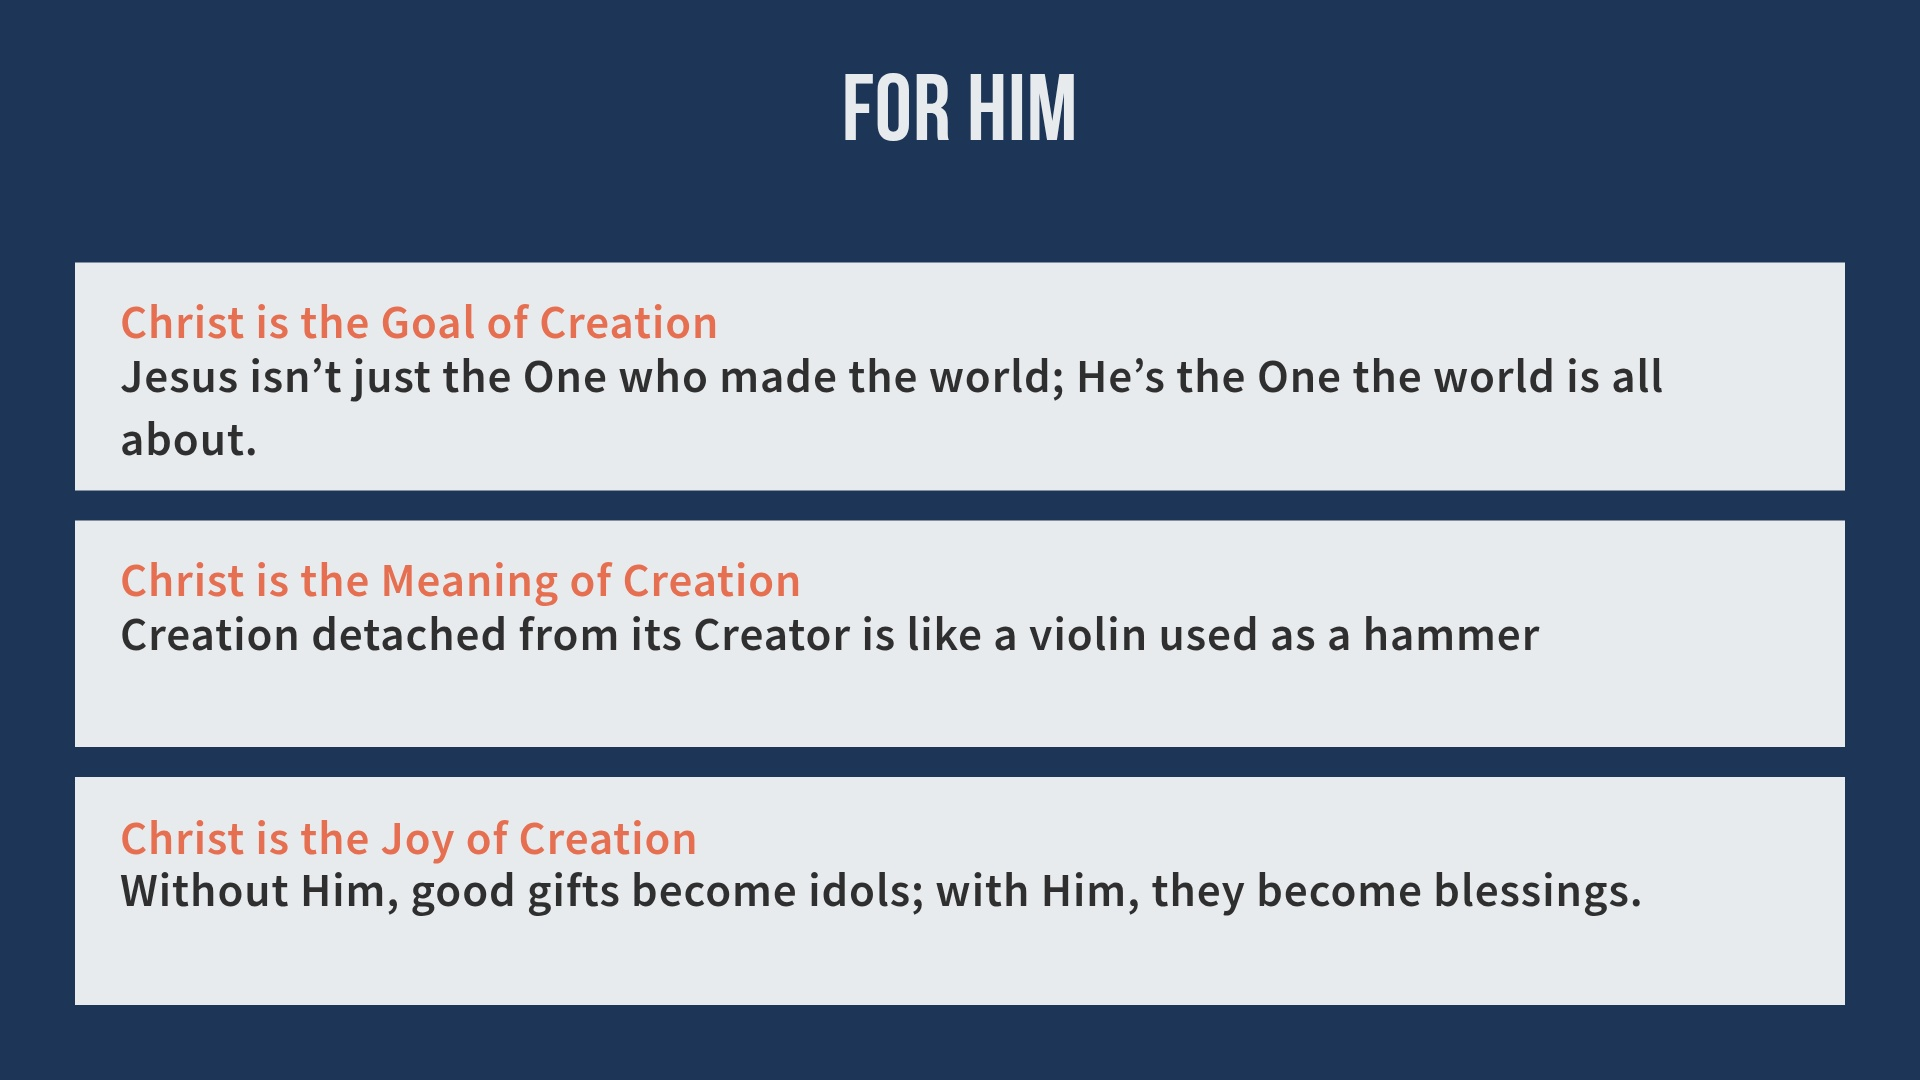 FOR HIM
Christ is the Goal of Creation
Jesus isn’t just the One who made the world; He’s the One the world is all
about.
Christ is the Meaning of Creation
Creation detached from its Creator is like a violin used as a hammer
Christ is the Joy of Creation
Without Him, good gifts become idols; with Him, they become blessings.